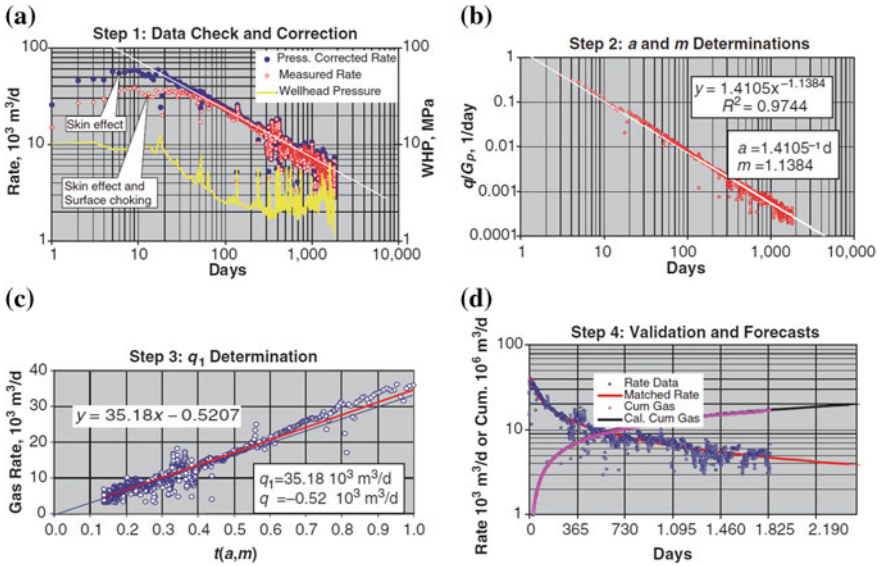 (a)
Step 1: Data Check and Correction
100
10
1
Rate, 10³ m³/d
Press. Corrected Rate
Measured Rate
Wellhead Pressure
Skin effect
Skin effect and
Surface choking
100
10
1
WHP, MPa
1
10
100
1,000
10,000
Days
(b)
Step 2: a and m Determinations
1
0.1
0.01
0.001
0.0001
q/Gₚ, 1/day
y = 1.4105x⁻¹·¹³⁸⁴
R² = 0.9744
a = 1.4105⁻¹ d
m = 1.1384
1
10
100
1,000
10,000
Days
(c)
Step 3: q₁ Determination
40
30
20
10
0
Gas Rate, 10³ m³/d
y = 35.18x − 0.5207
q₁=35.18 10³ m³/d
q =−0.52 10³ m³/d
0.0
0.1
0.2
0.3
0.4
0.5
0.6
0.7
0.8
0.9
1.0
t(a,m)
(d)
Step 4: Validation and Forecasts
100
10
1
Rate 10³ m³/d or Cum. 10⁶ m³/d
Rate Data
Matched Rate
Cum Gas
Cal. Cum Gas
0
365
730
1.095
1.460
1.825
2.190
Days